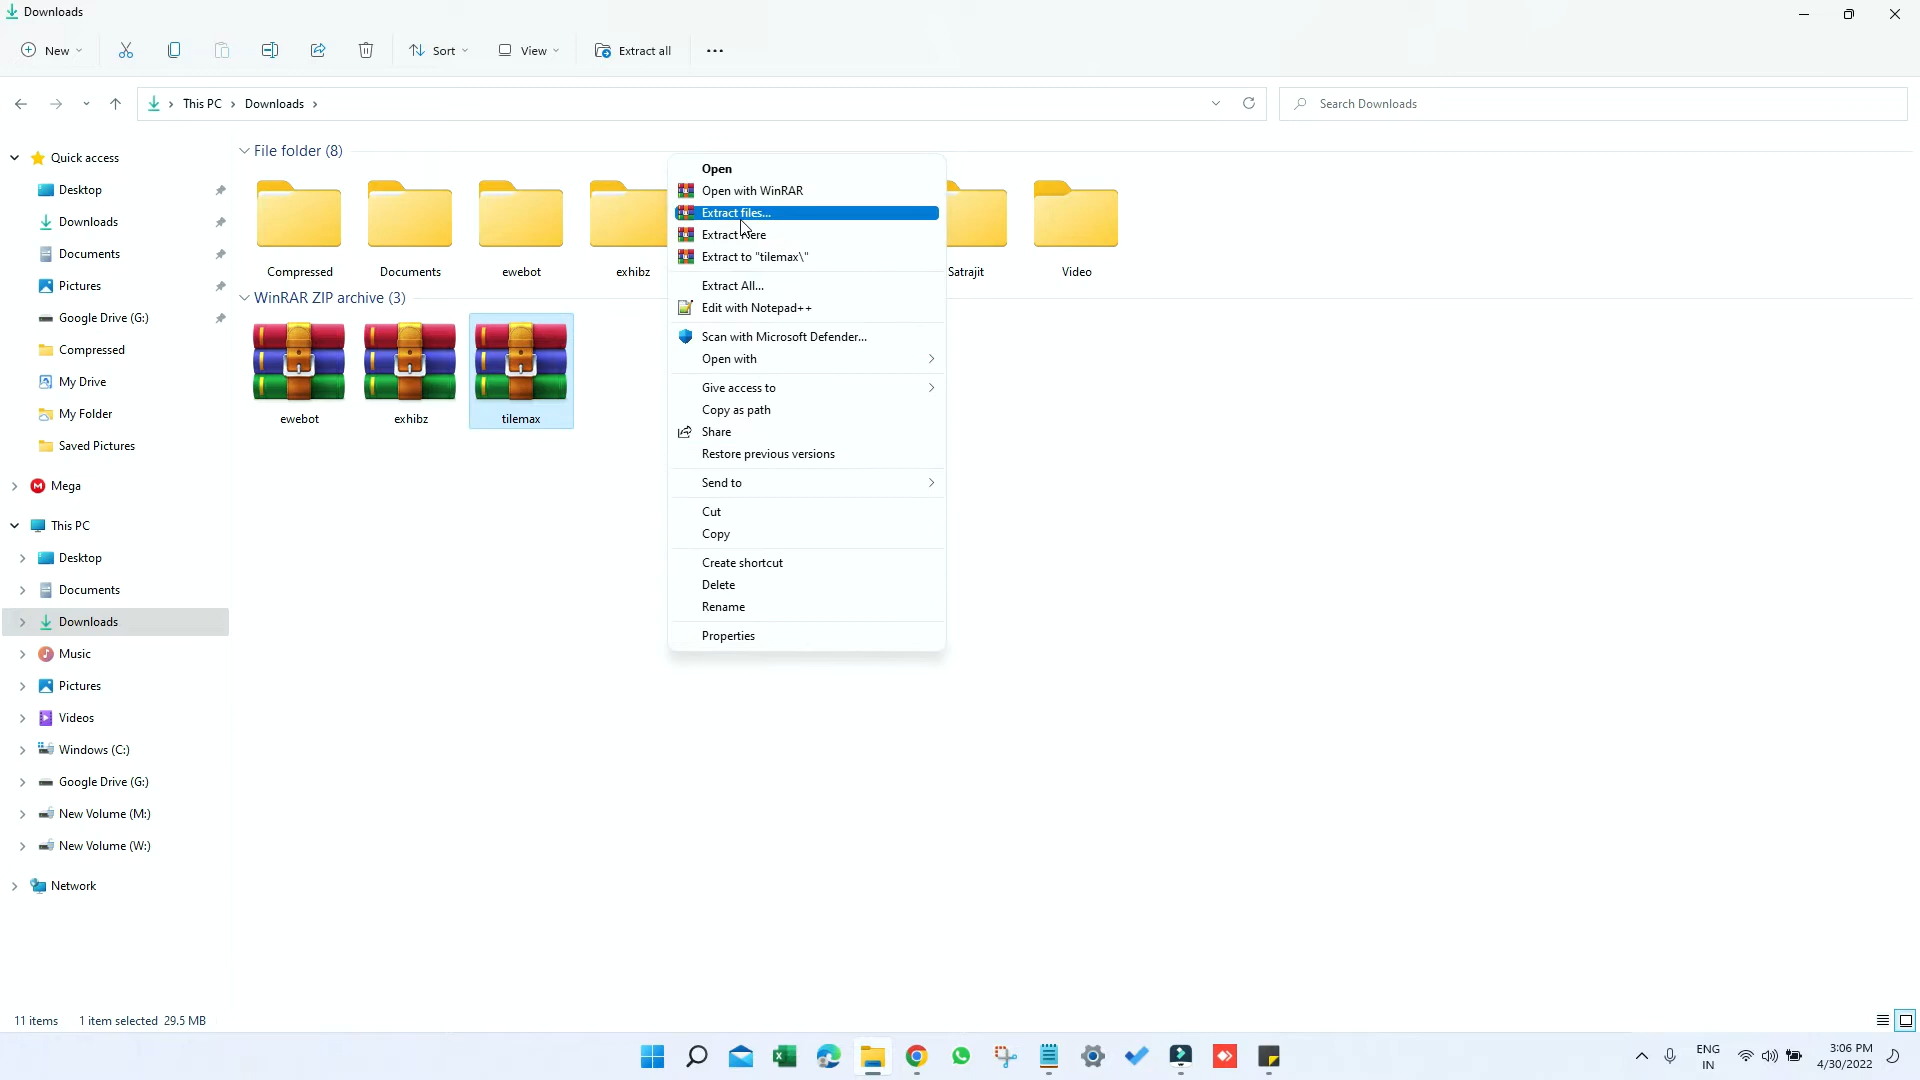 Downloads
New
Sort
View
Extract all
This PC
Downloads
Search Downloads
Quick access
Desktop
Downloads
Documents
Pictures
Google Drive (G:)
Compressed
My Drive
My Folder
Saved Pictures
Mega
This PC
Desktop
Documents
Downloads
Music
Pictures
Videos
Windows (C:)
Google Drive (G:)
New Volume (M:)
New Volume (W:)
Network
File folder (8)
Compressed
Documents
ewebot
exhibz
Satrajit
Video
WinRAR ZIP archive (3)
ewebot
exhibz
tilemax
Open
Open with WinRAR
Extract files...
Extract here
Extract to "tilemax\"
Extract All...
Edit with Notepad++
Scan with Microsoft Defender...
Open with
Give access to
Copy as path
Share
Restore previous versions
Send to
Cut
Copy
Create shortcut
Delete
Rename
Properties
11 items 1 item selected 29.5 MB
ENG
IN
3:06 PM
4/30/2022